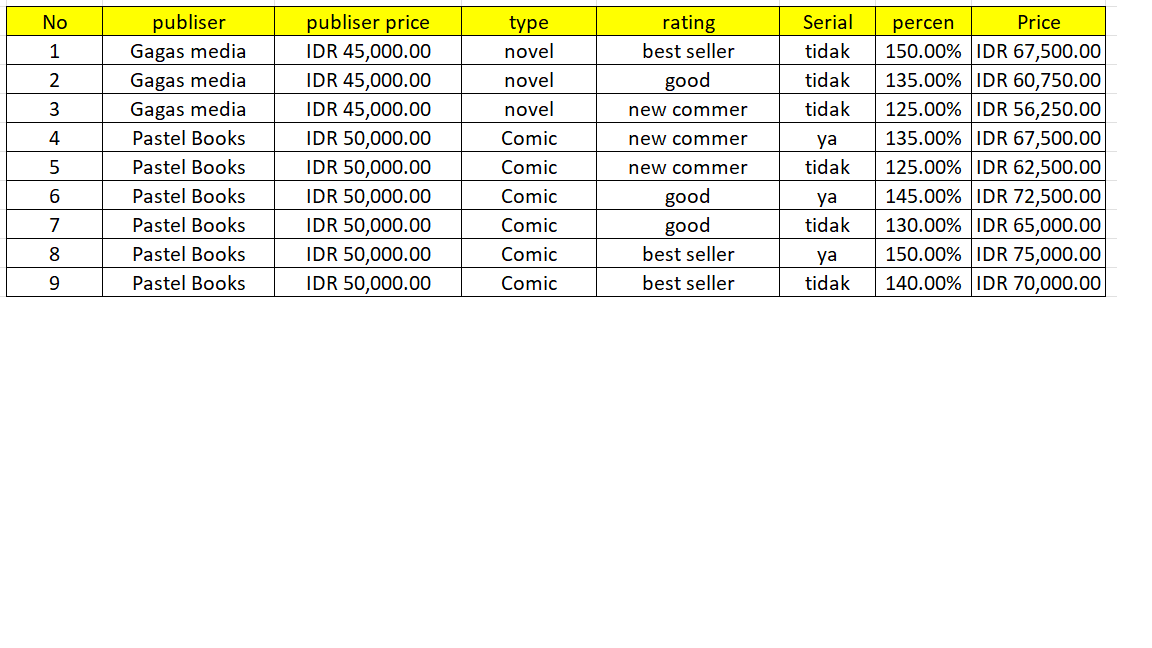 No publiser publiser price type rating Serial percen Price
1 Gagas media IDR 45,000.00 novel best seller tidak 150.00% IDR 67,500.00
2 Gagas media IDR 45,000.00 novel good tidak 135.00% IDR 60,750.00
3 Gagas media IDR 45,000.00 novel new commer tidak 125.00% IDR 56,250.00
4 Pastel Books IDR 50,000.00 Comic new commer ya 135.00% IDR 67,500.00
5 Pastel Books IDR 50,000.00 Comic new commer tidak 125.00% IDR 62,500.00
6 Pastel Books IDR 50,000.00 Comic good ya 145.00% IDR 72,500.00
7 Pastel Books IDR 50,000.00 Comic good tidak 130.00% IDR 65,000.00
8 Pastel Books IDR 50,000.00 Comic best seller ya 150.00% IDR 75,000.00
9 Pastel Books IDR 50,000.00 Comic best seller tidak 140.00% IDR 70,000.00